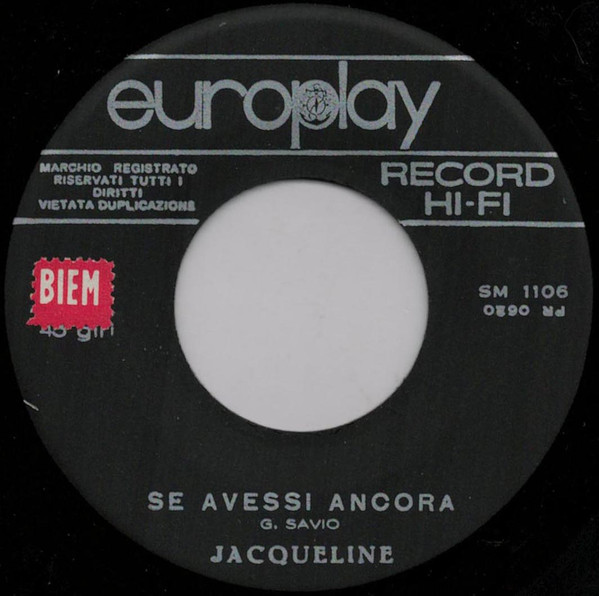 europlay
MARCHIO REGISTRATO
RISERVATI TUTTI I
DIRITTI
VIETATA DUPLICAZIONE
RECORD
HI-FI
BIEM
45 giri
SM 1106
PR 0620
SE AVESSI ANCORA
G. SAVIO
JACQUELINE